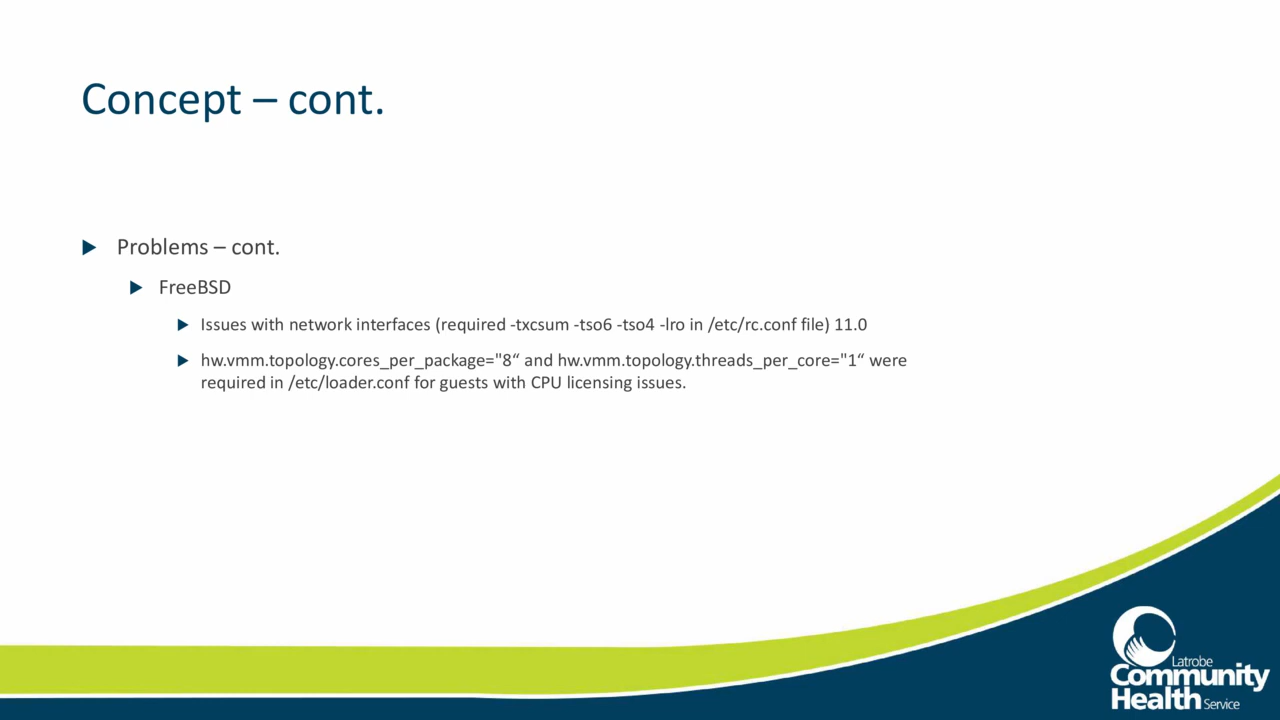 Concept – cont.
Problems – cont.
FreeBSD
Issues with network interfaces (required -txcsum -tso6 -tso4 -lro in /etc/rc.conf file) 11.0
hw.vmm.topology.cores_per_package="8“ and hw.vmm.topology.threads_per_core="1“ were
required in /etc/loader.conf for guests with CPU licensing issues.
Latrobe
Community
Health Service